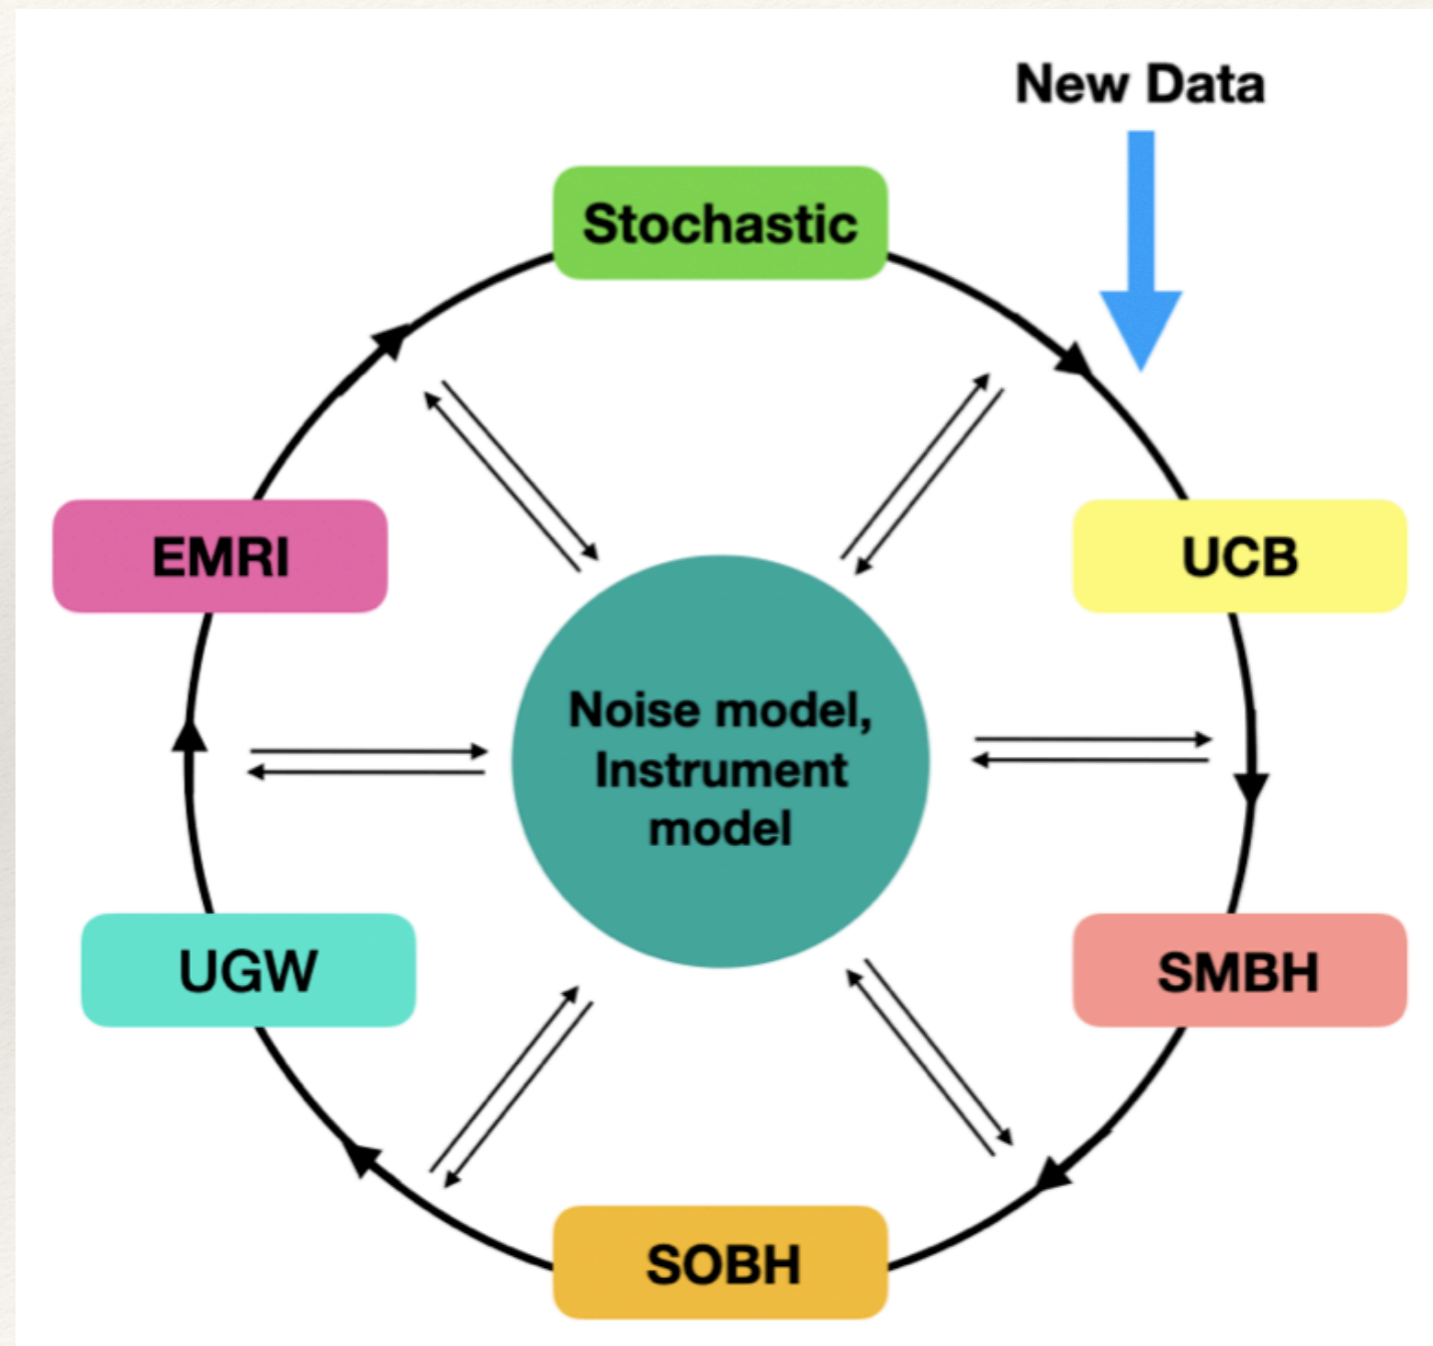 New Data
Stochastic
EMRI
UCB
Noise model,
Instrument
model
UGW
SMBH
SOBH